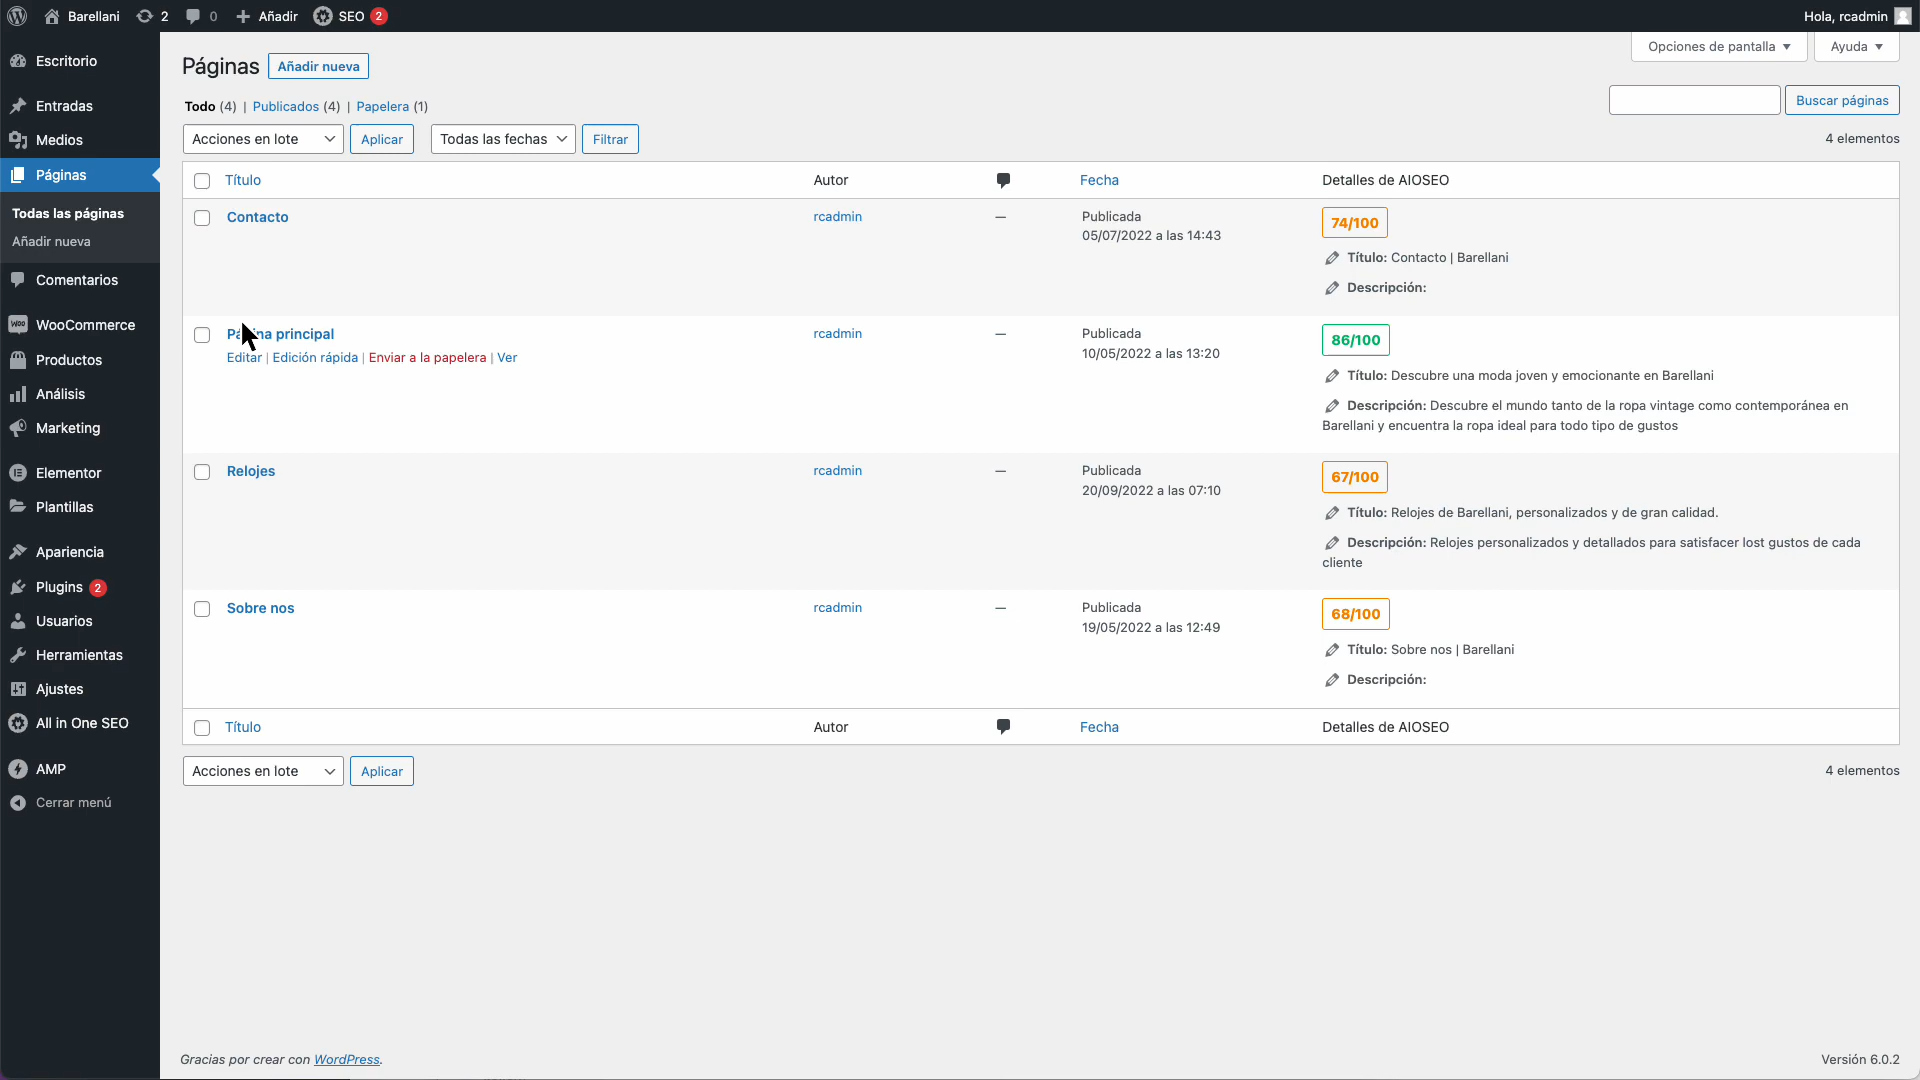 Barellani 2 0 Añadir SEO 2 Hola, rcadmin
Opciones de pantalla Ayuda
Escritorio
Entradas
Medios
Páginas
Todas las páginas
Añadir nueva
Comentarios
WooCommerce
Productos
Análisis
Marketing
Elementor
Plantillas
Apariencia
Plugins 2
Usuarios
Herramientas
Ajustes
All in One SEO
AMP
Cerrar menú
Páginas Añadir nueva
Todo (4) | Publicados (4) | Papelera (1)
Buscar páginas
Acciones en lote Aplicar Todas las fechas Filtrar 4 elementos
Título Autor Fecha Detalles de AIOSEO
Contacto rcadmin — Publicada
05/07/2022 a las 14:43
74/100
Título: Contacto | Barellani
Descripción:
Página principal rcadmin — Publicada
10/05/2022 a las 13:20
Editar | Edición rápida | Enviar a la papelera | Ver
86/100
Título: Descubre una moda joven y emocionante en Barellani
Descripción: Descubre el mundo tanto de la ropa vintage como contemporánea en
Barellani y encuentra la ropa ideal para todo tipo de gustos
Relojes rcadmin — Publicada
20/09/2022 a las 07:10
67/100
Título: Relojes de Barellani, personalizados y de gran calidad.
Descripción: Relojes personalizados y detallados para satisfacer lost gustos de cada
cliente
Sobre nos rcadmin — Publicada
19/05/2022 a las 12:49
68/100
Título: Sobre nos | Barellani
Descripción:
Título Autor Fecha Detalles de AIOSEO
Acciones en lote Aplicar 4 elementos
Gracias por crear con WordPress. Versión 6.0.2